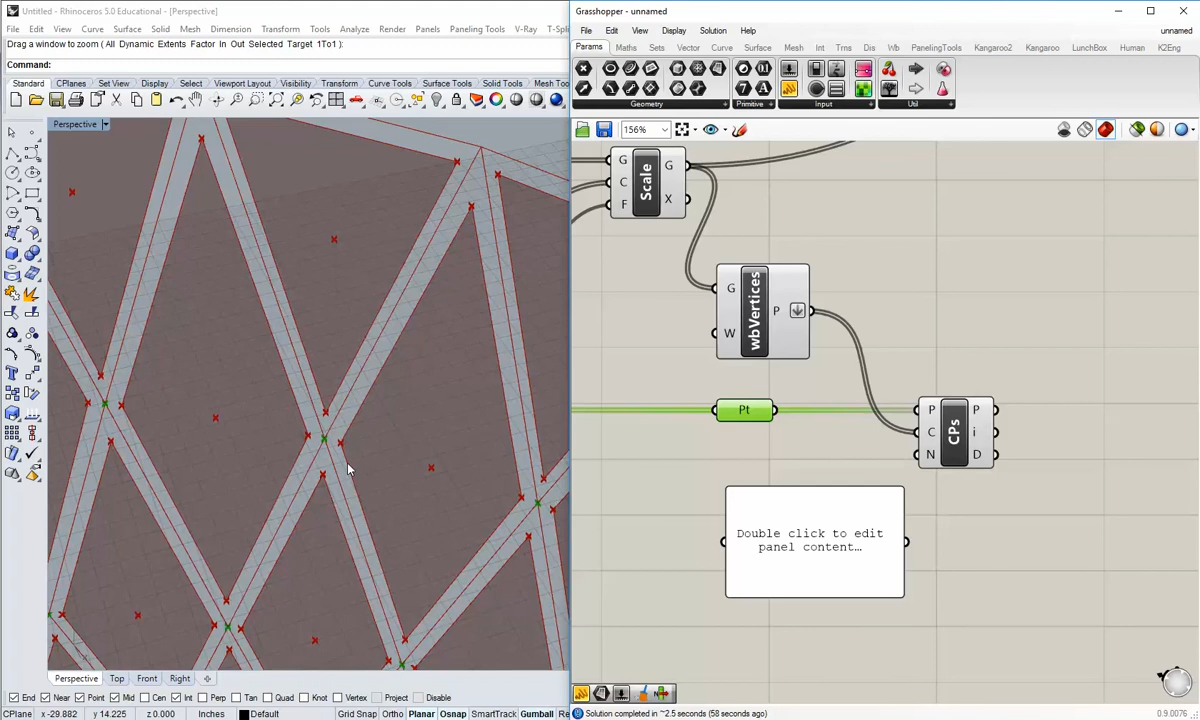 Untitled - Rhinoceros 5.0 Educational - [Perspective]
File Edit View Curve Surface Solid Mesh Dimension Transform Tools Analyze Render Panels Paneling Tools V-Ray T-Spli
Drag a window to zoom ( All Dynamic Extents Factor In Out Selected Target 1To1 ):
Command:
Standard CPlanes Set View Display Select Viewport Layout Visibility Transform Curve Tools Surface Tools Solid Tools Mesh Too
Perspective
Perspective Top Front Right
End Near Point Mid Cen Int Perp Tan Quad Knot Vertex Project Disable
CPlane x -29.882 y 14.225 z 0.000 Inches Default Grid Snap Ortho Planar Osnap SmartTrack Gumball
Grasshopper - unnamed
File Edit View Display Solution Help unnamed
Params Maths Sets Vector Curve Surface Mesh Int Trns Dis Wb PanelingTools Kangaroo2 Kangaroo LunchBox Human K2Eng
Geometry Primitive Input Util
156%
G
C
F
Scale
G
X
G
W
wbVertices
P
Pt
P
C
N
CPs
P
i
D
Double click to edit
panel content…
Solution completed in ~2.5 seconds (58 seconds ago) 0.9.0076